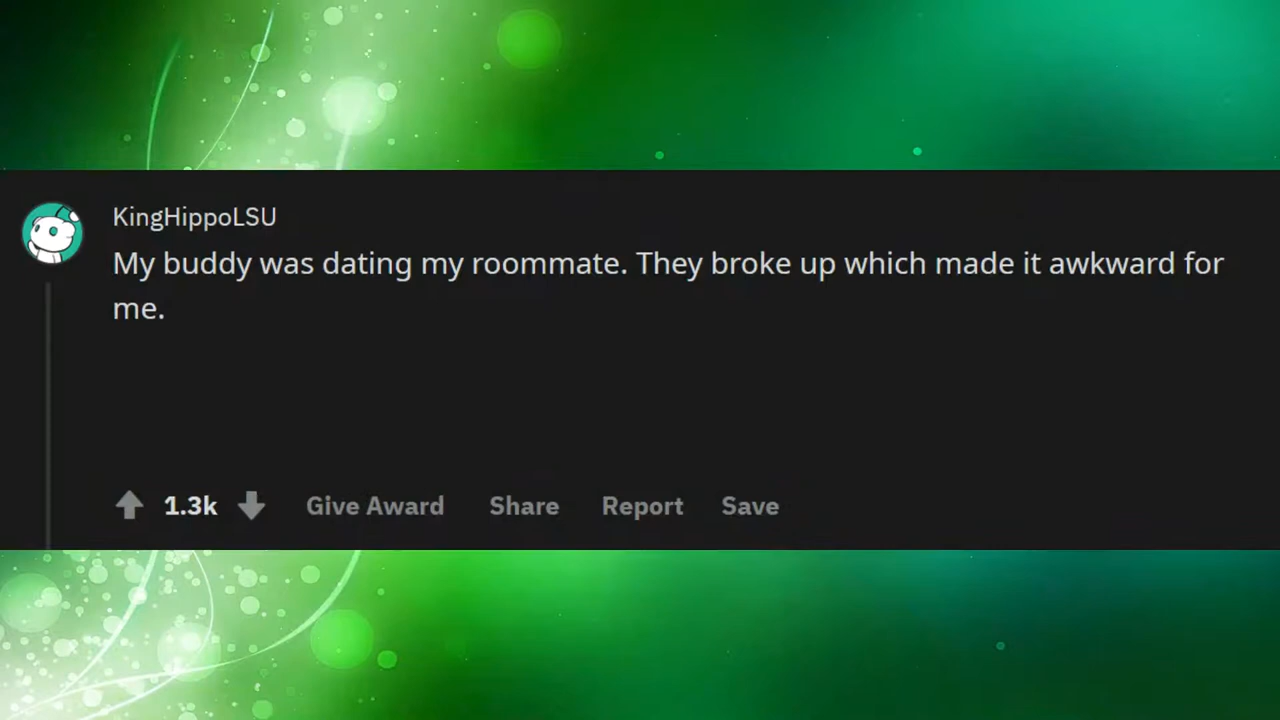 KingHippoLSU
My buddy was dating my roommate. They broke up which made it awkward for
me.
1.3k Give Award Share Report Save